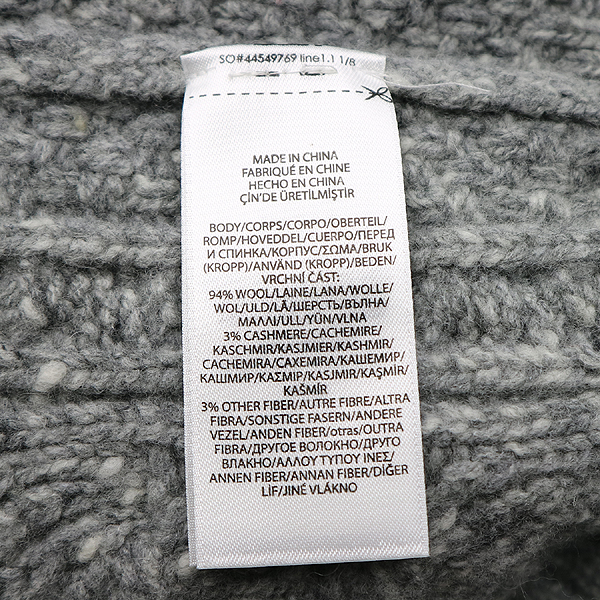 SO#44549769 line1.1 1/8
MADE IN CHINA
FABRIQUÉ EN CHINE
HECHO EN CHINA
ÇİN'DE ÜRETİLMİŞTİR
BODY/CORPS/CORPO/OBERTEIL/
ROMP/HOVEDDEL/CUERPO/ПЕРЕД
И СПИНКА/КОРПУС/ΣΩΜΑ/BRUK
(KROPP)/ANVÄND (KROPP)/BEDEN/
VRCHNÍ ČÁST:
94% WOOL/LAINE/LANA/WOLLE/
WOL/ULD/LÃ/ШЕРСТЬ/ВЪЛНА/
ΜΑΛΛΙ/ULL/YÜN/VLNA
3% CASHMERE/CACHEMIRE/
KASCHMIR/KASJMIER/KASHMIR/
CACHEMIRA/CAXEMIRA/КАШЕМИР/
КАШМИР/ΚΑΣΜΙΡ/KASJMIR/KAŞMİR/
KAŠMÍR
3% OTHER FIBER/AUTRE FIBRE/ALTRA
FIBRA/SONSTIGE FASERN/ANDERE
VEZEL/ANDEN FIBER/otras/OUTRA
FIBRA/ДРУГОЕ ВОЛОКНО/ДРУГО
ВЛАКНО/ΑΛΛΟΥ ΤΥΠΟΥ ΙΝΕΣ/
ANNEN FIBER/ANNAN FIBER/DİĞER
LİF/JINÉ VLÁKNO